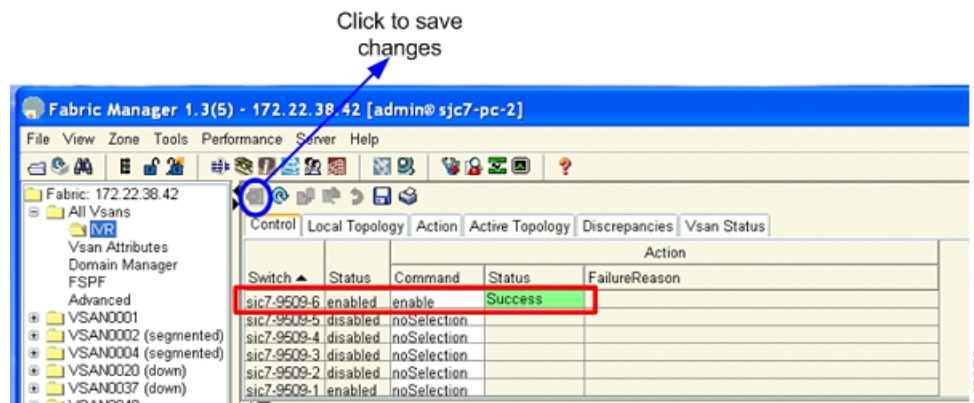 Click to save
changes
Fabric Manager 1.3(5) - 172.22.38.42 [admin@sjc7-pc-2]
File View Zone Tools Performance Server Help
Fabric: 172.22.38.42
All Vsans
IVR
Vsan Attributes
Domain Manager
FSPF
Advanced
VSAN0001
VSAN0002 (segmented)
VSAN0004 (segmented)
VSAN0020 (down)
VSAN0037 (down)
Control Local Topology Action Active Topology Discrepancies Vsan Status
Action
Switch Status Command Status FailureReason
sjc7-9509-6 enabled enable Success
sjc7-9509-5 disabled noSelection
sjc7-9509-4 disabled noSelection
sjc7-9509-3 disabled noSelection
sjc7-9509-2 disabled noSelection
sjc7-9509-1 enabled noSelection